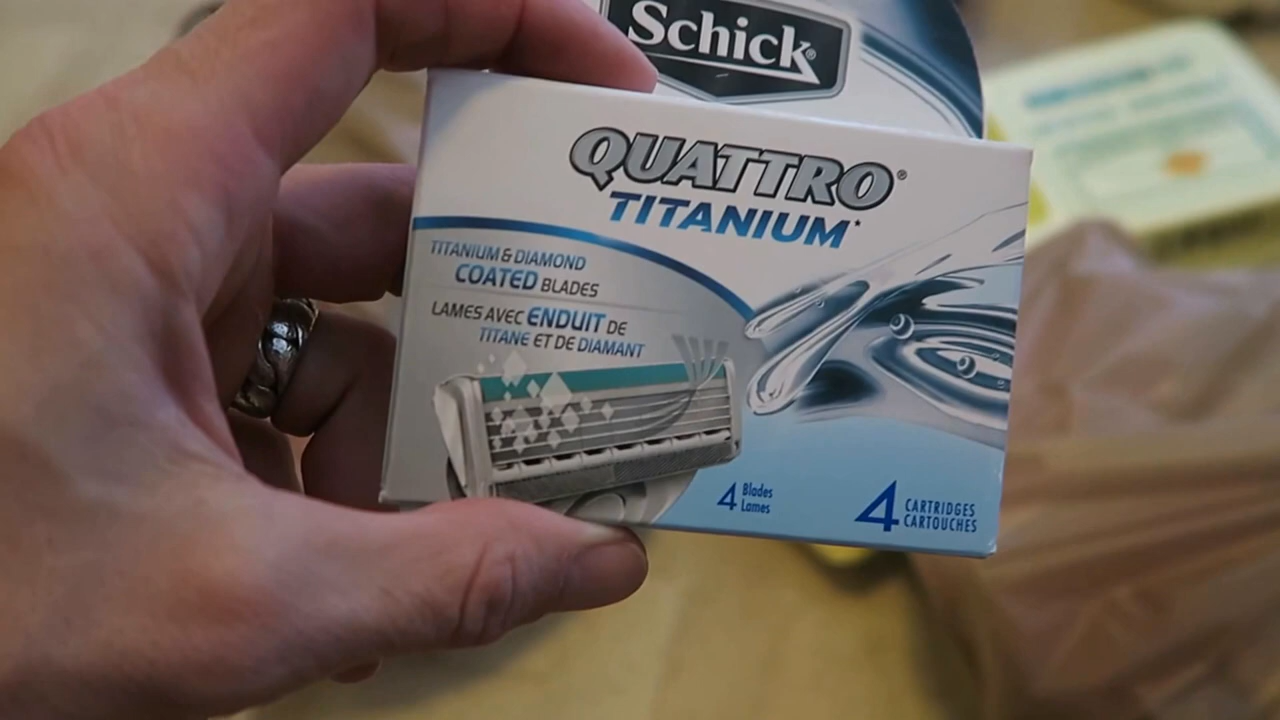 Schick®
QUATTRO®
TITANIUM*
TITANIUM & DIAMOND
COATED BLADES
LAMES AVEC ENDUIT DE
TITANE ET DE DIAMANT
4 Blades
Lames
4 CARTRIDGES
CARTOUCHES